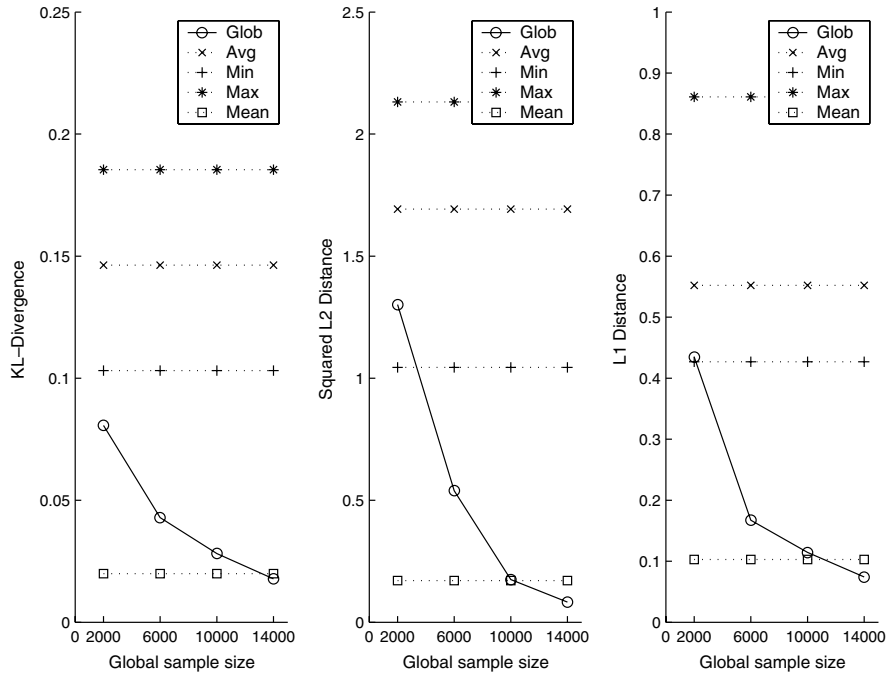 KL-Divergence
0.25
0.2
0.15
0.1
0.05
0
0 2000 6000 10000 14000
Global sample size
Glob
Avg
Min
Max
Mean
Squared L2 Distance
2.5
2
1.5
1
0.5
0
0 2000 6000 10000 14000
Global sample size
Glob
Avg
Min
Max
Mean
L1 Distance
1
0.9
0.8
0.7
0.6
0.5
0.4
0.3
0.2
0.1
0
0 2000 6000 10000 14000
Global sample size
Glob
Avg
Min
Max
Mean